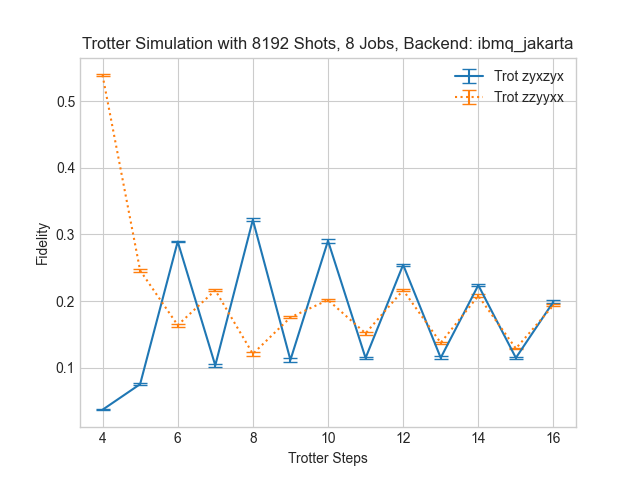 Trotter Simulation with 8192 Shots, 8 Jobs, Backend: ibmq_jakarta
Trot zyxzyx
Trot zzyyxx
0.5
0.4
0.3
0.2
0.1
Fidelity
4 6 8 10 12 14 16
Trotter Steps